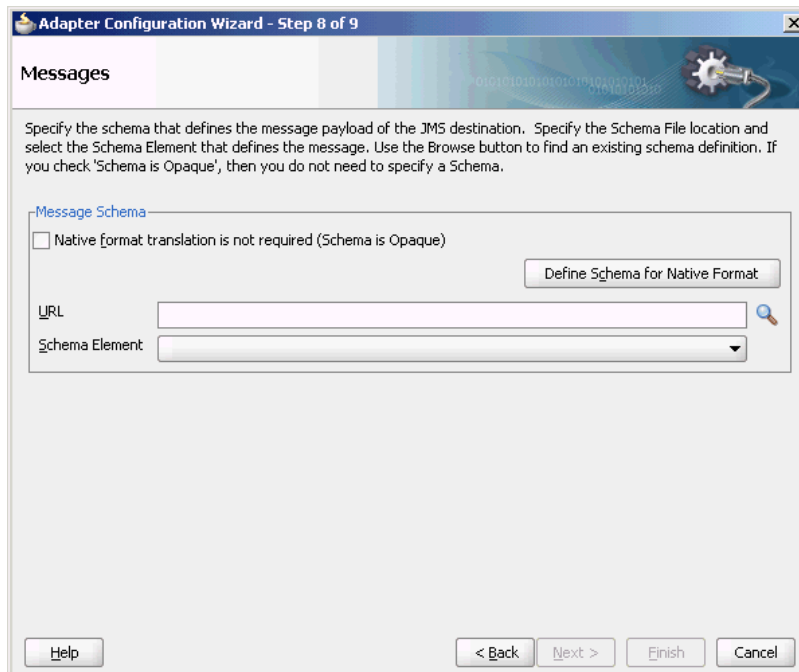 Adapter Configuration Wizard - Step 8 of 9
Messages
Specify the schema that defines the message payload of the JMS destination. Specify the Schema File location and
select the Schema Element that defines the message. Use the Browse button to find an existing schema definition. If
you check 'Schema is Opaque', then you do not need to specify a Schema.
Message Schema
Native format translation is not required (Schema is Opaque)
Define Schema for Native Format
URL
Schema Element
Help
< Back
Next >
Finish
Cancel